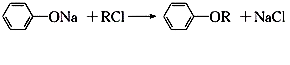 —ONa + RCl ⟶ —OR + NaCl